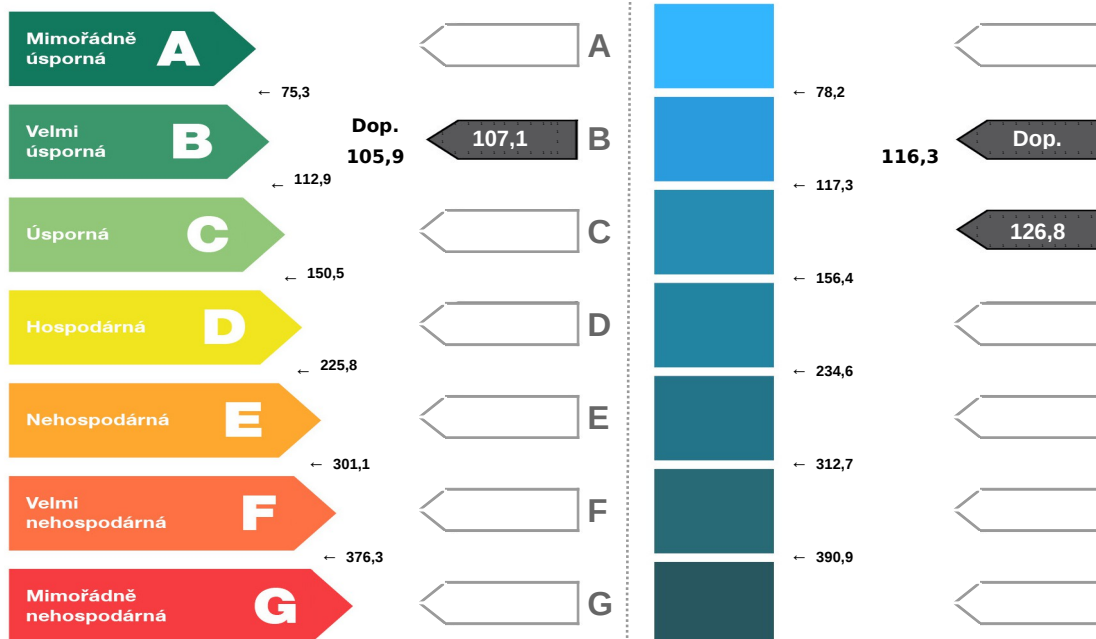 Mimořádně
úsporná
A
A
← 75,3
← 78,2
Velmi
úsporná
B
Dop.
105,9
107,1
B
116,3
Dop.
← 112,9
← 117,3
Úsporná
C
C
126,8
← 150,5
← 156,4
Hospodárná
D
D
← 225,8
← 234,6
Nehospodárná
E
E
← 301,1
← 312,7
Velmi
nehospodárná
F
F
← 376,3
← 390,9
Mimořádně
nehospodárná
G
G